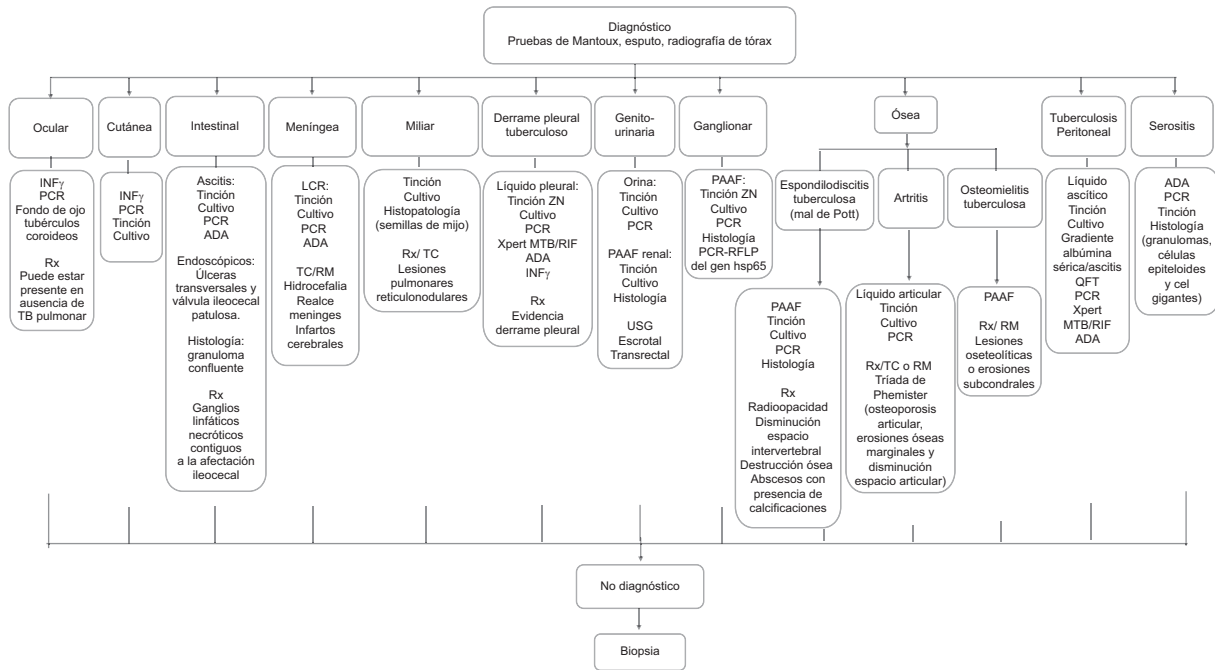 Diagnóstico
Pruebas de Mantoux, esputo, radiografía de tórax
Ocular
INFγ
PCR
Fondo de ojo
tubérculos
coroideos
Rx
Puede estar
presente en
ausencia de
TB pulmonar
Cutánea
INFγ
PCR
Tinción
Cultivo
Intestinal
Ascitis:
Tinción
Cultivo
PCR
ADA
Endoscópicos:
Úlceras
transversales y
válvula ileocecal
patulosa.
Histología:
granuloma
confluente
Rx
Ganglios
linfáticos
necróticos
contiguos
a la afectación
ileocecal
Meníngea
LCR:
Tinción
Cultivo
PCR
ADA
TC/RM
Hidrocefalia
Realce
meninges
Infartos
cerebrales
Miliar
Tinción
Cultivo
Histopatología
(semillas de mijo)
Rx/ TC
Lesiones
pulmonares
reticulonodulares
Derrame pleural
tuberculoso
Líquido pleural:
Tinción ZN
Cultivo
PCR
Xpert MTB/RIF
ADA
INFγ
Rx
Evidencia
derrame pleural
Genito-
urinaria
Orina:
Tinción
Cultivo
PCR
PAAF renal:
Tinción
Cultivo
Histología
USG
Escrotal
Transrectal
Ganglionar
PAAF:
Tinción ZN
Cultivo
PCR
Histología
PCR-RFLP
del gen hsp65
Ósea
Espondilodiscitis
tuberculosa
(mal de Pott)
PAAF
Tinción
Cultivo
PCR
Histología
Rx
Radioopacidad
Disminución
espacio
intervertebral
Destrucción ósea
Abscesos con
presencia de
calcificaciones
Artritis
Líquido articular
Tinción
Cultivo
PCR
Rx/TC o RM
Tríada de
Phemister
(osteoporosis
articular,
erosiones óseas
marginales y
disminución
espacio articular)
Osteomielitis
tuberculosa
PAAF
Rx/ RM
Lesiones
oseteolíticas
o erosiones
subcondrales
Tuberculosis
Peritoneal
Líquido
ascítico
Tinción
Cultivo
Gradiente
albúmina
sérica/ascitis
QFT
PCR
Xpert
MTB/RIF
ADA
Serositis
ADA
PCR
Tinción
Histología
(granulomas,
células
epiteloides
y cel
gigantes)
No diagnóstico
Biopsia